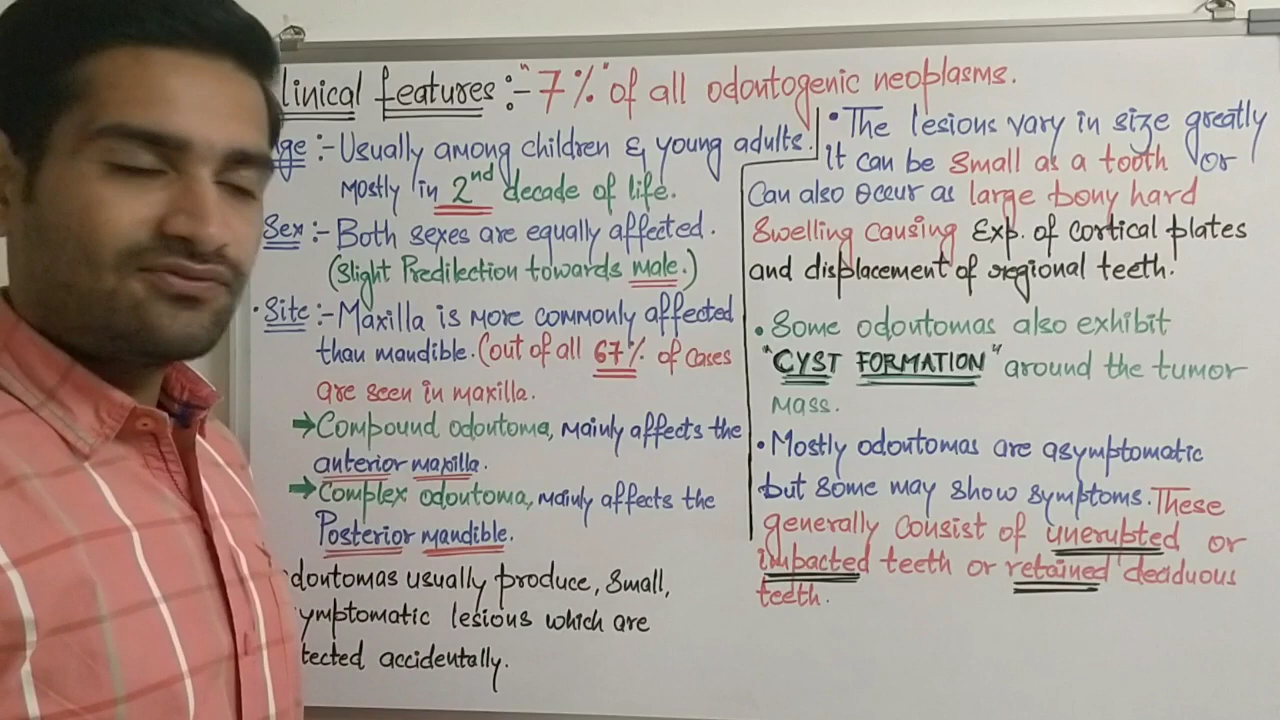 linical features :- "7%" of all odontogenic neoplasms.
ge :- Usually among children & young adults.
mostly in 2nd decade of life.
Sex :- Both sexes are equally affected.
(Slight Predilection towards male.)
• Site :- Maxilla is more commonly affected
than mandible. (out of all 67% of cases
are seen in maxilla.
→ Compound odontoma, mainly affects the
anterior maxilla.
→ Complex odontoma, mainly affects the
Posterior mandible.
dontomas usually produce, small,
ymptomatic lesions which are
tected accidentally.
• The lesions vary in size greatly
it can be small as a tooth or
can also occur as large bony hard
swelling causing Exp. of cortical plates
and displacement of regional teeth.
• Some odontomas also exhibit
"CYST FORMATION" around the tumor
mass.
• Mostly odontomas are asymptomatic
but some may show symptoms. These
generally consist of unerupted or
impacted teeth or retained deciduous
teeth.